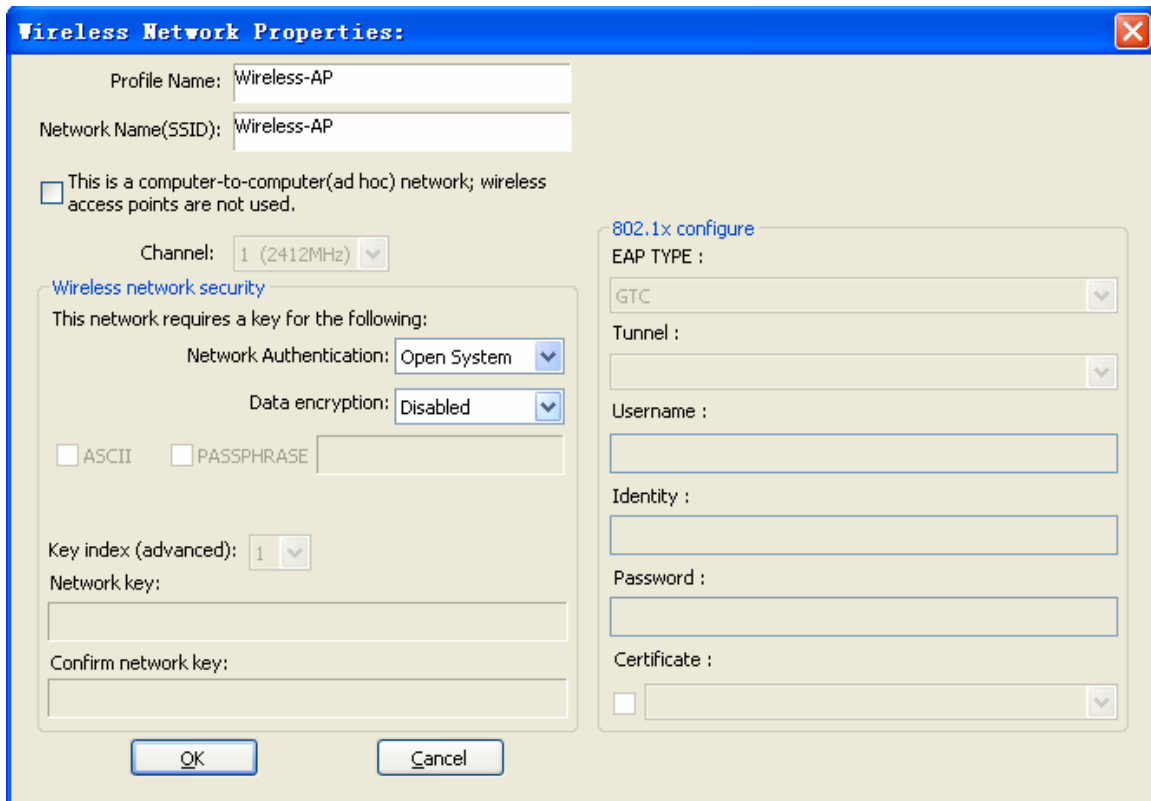 Wireless Network Properties:
Profile Name: Wireless-AP
Network Name(SSID): Wireless-AP
This is a computer-to-computer(ad hoc) network; wireless
access points are not used.
Channel: 1 (2412MHz)
Wireless network security
This network requires a key for the following:
Network Authentication: Open System
Data encryption: Disabled
ASCII PASSPHRASE
Key index (advanced): 1
Network key:
Confirm network key:
802.1x configure
EAP TYPE :
GTC
Tunnel :
Username :
Identity :
Password :
Certificate :
OK Cancel